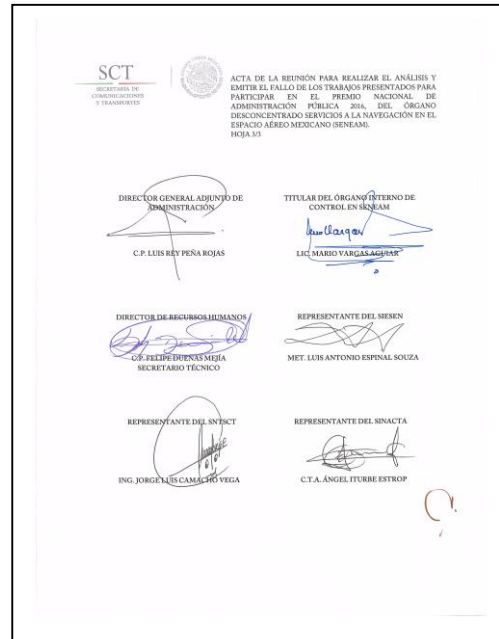 SCT
SECRETARÍA DE
COMUNICACIONES
Y TRANSPORTES
ACTA DE LA REUNIÓN PARA REALIZAR EL ANÁLISIS Y
EMITIR EL FALLO DE LOS TRABAJOS PRESENTADOS PARA
PARTICIPAR EN EL PREMIO NACIONAL DE
ADMINISTRACIÓN PÚBLICA 2016, DEL ÓRGANO
DESCONCENTRADO SERVICIOS A LA NAVEGACIÓN EN EL
ESPACIO AÉREO MEXICANO (SENEAM).
HOJA 3/3
DIRECTOR GENERAL ADJUNTO DE
ADMINISTRACIÓN
C.P. LUIS REY PEÑA ROJAS
TITULAR DEL ÓRGANO INTERNO DE
CONTROL EN SENEAM
LIC. MARIO VARGAS AGUIAR
DIRECTOR DE RECURSOS HUMANOS
C.P. FELIPE DUEÑAS MEJÍA
SECRETARIO TÉCNICO
REPRESENTANTE DEL SIESEN
MET. LUIS ANTONIO ESPINAL SOUZA
REPRESENTANTE DEL SNTSCT
ING. JORGE LUIS CAMACHO VEGA
REPRESENTANTE DEL SINACTA
C.T.A. ÁNGEL ITURBE ESTROP